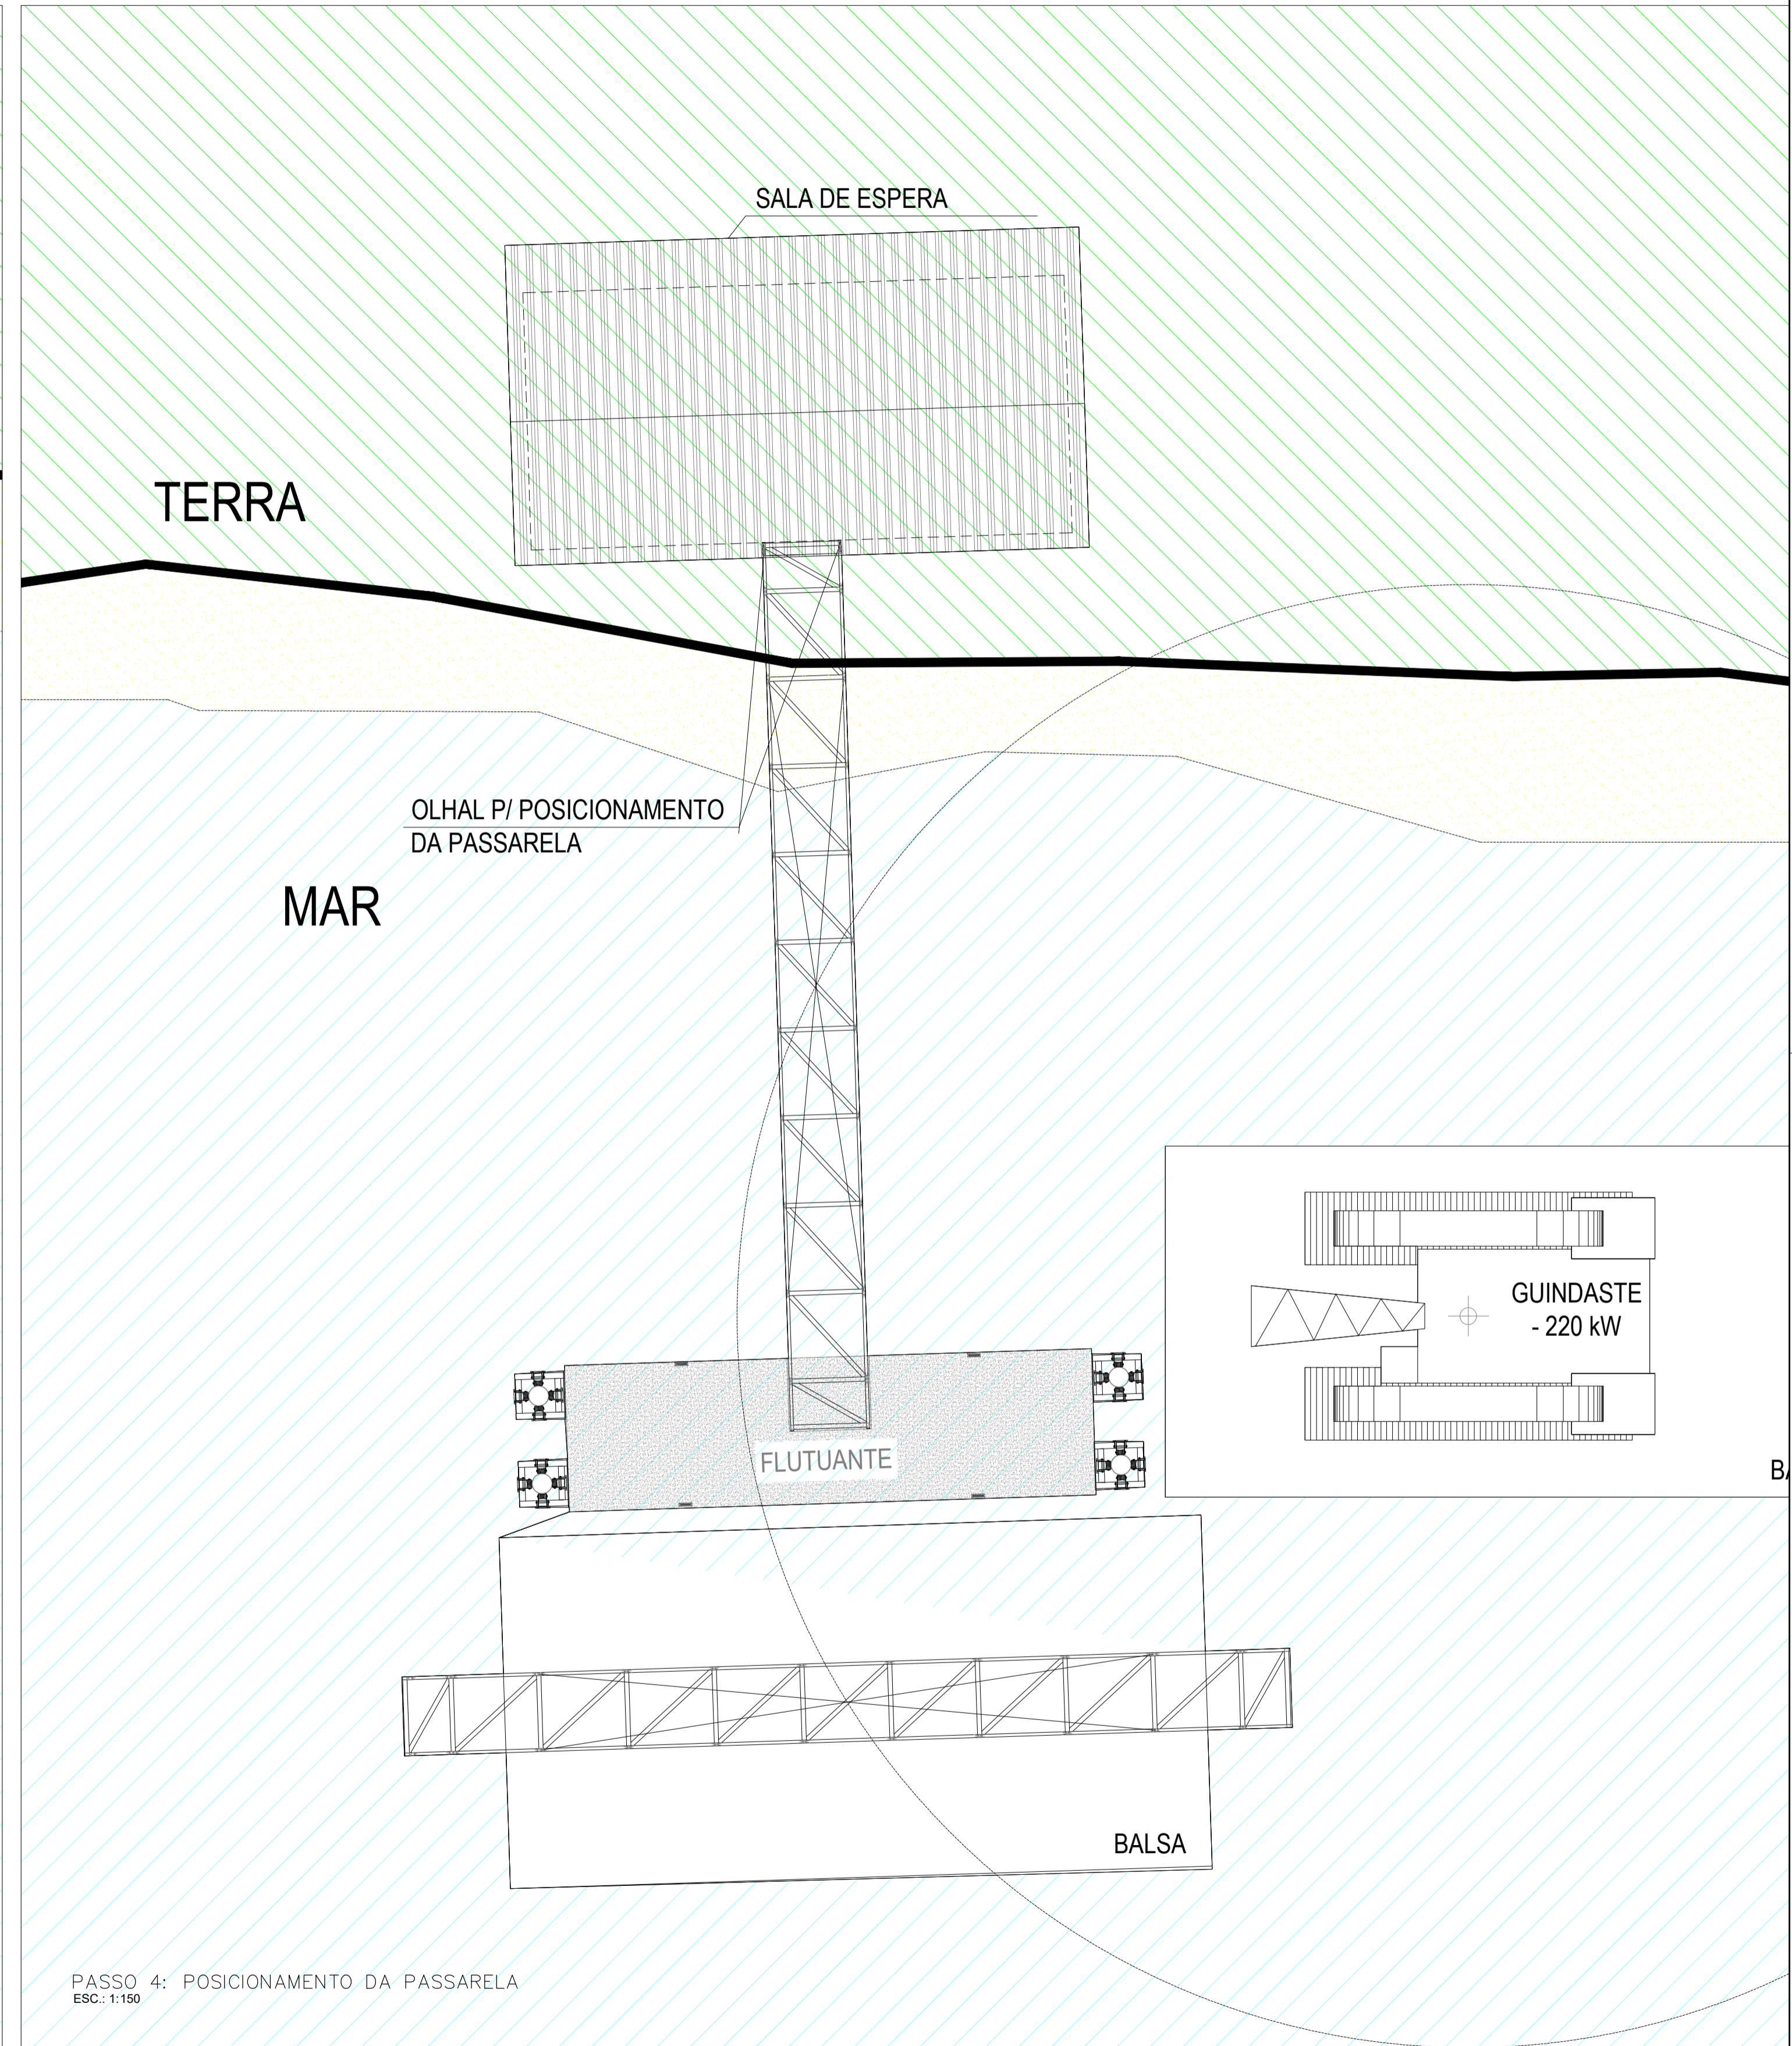 SALA DE ESPERA
TERRA
OLHAL P/ POSICIONAMENTO
DA PASSARELA
MAR
GUINDASTE
- 220 kW
BA
FLUTUANTE
BALSA
PASSO 4: POSICIONAMENTO DA PASSARELA
ESC.: 1:150